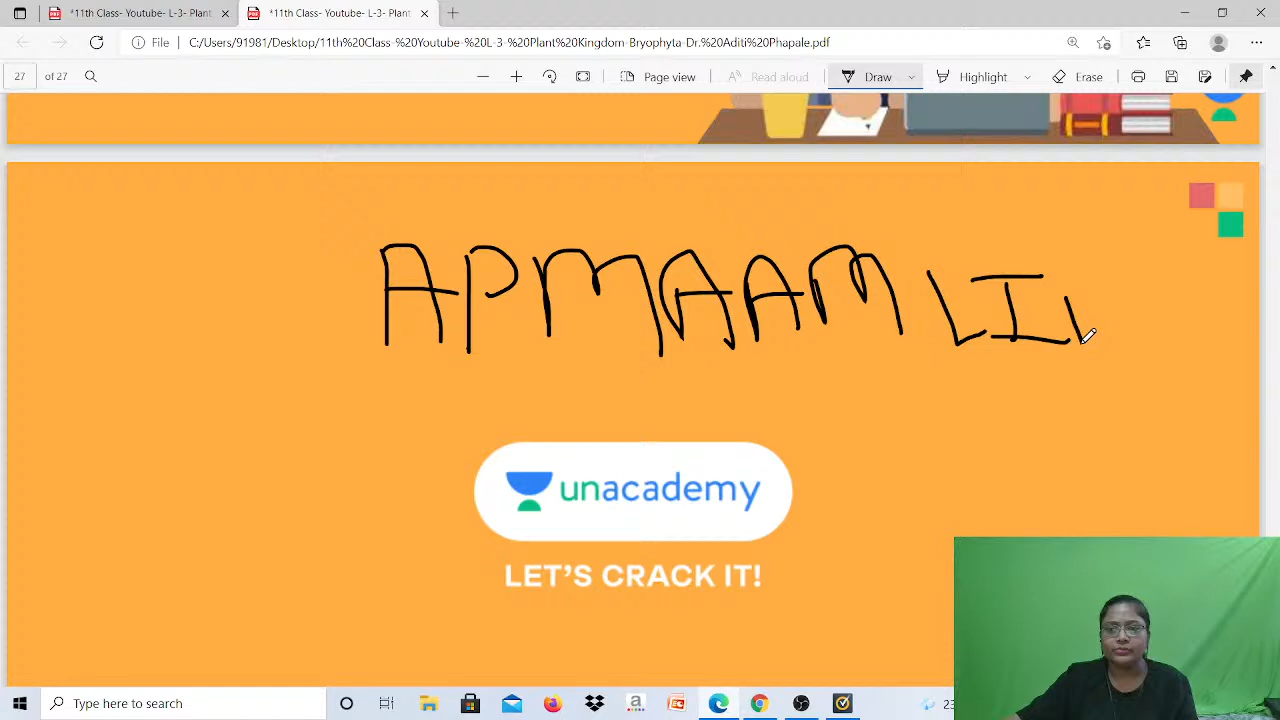 *11th Class- Youtube- L-3- Plant
*11th Class- Youtube- L-3- Plant
File C:/Users/91981/Desktop/11th%20Class-%20Youtube%20L-3%20Plant%20Kingdom-Bryophyta-Dr.%20Aditi%20Phapale.pdf
27 of 27 Page view Read aloud Draw Highlight Erase
APMAAM LI
unacademy
LET'S CRACK IT!
Type here to search